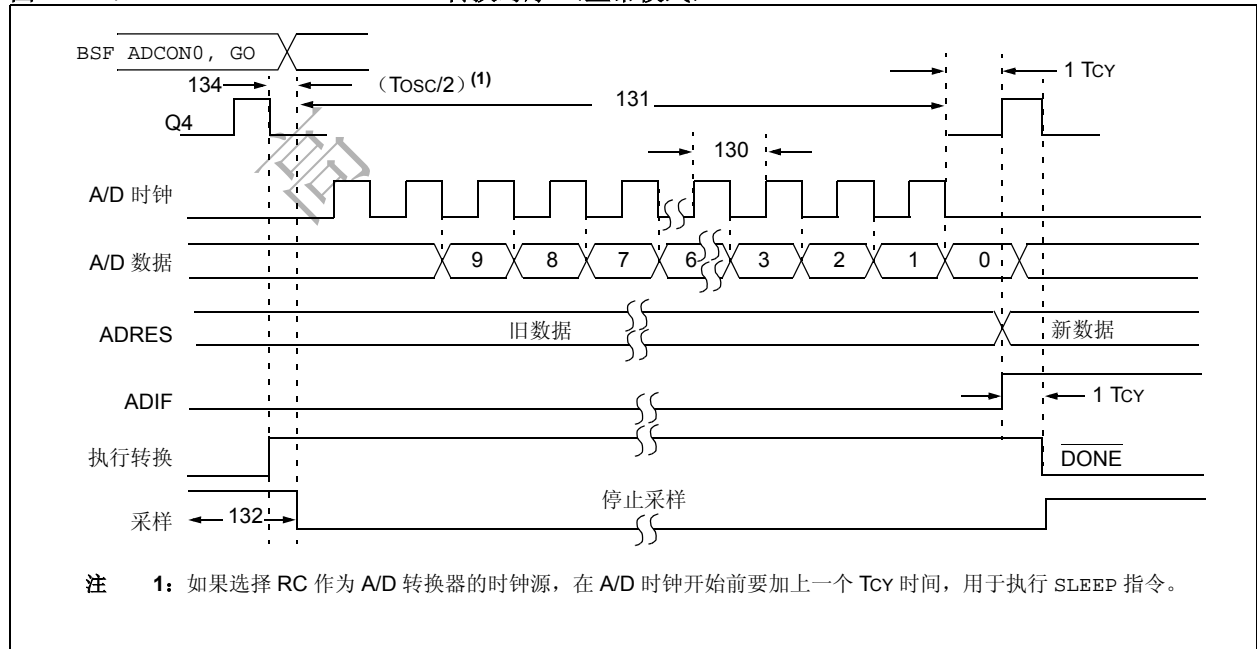 BSF ADCON0, GO
134
（TOSC/2）(1)
131
1 TCY
Q4
130
A/D 时钟
A/D 数据
9
8
7
6
3
2
1
0
ADRES
旧数据
新数据
ADIF
1 TCY
执行转换
DONE
采样
132
停止采样
高
注 1：如果选择 RC 作为 A/D 转换器的时钟源，在 A/D 时钟开始前要加上一个 TCY 时间，用于执行 SLEEP 指令。